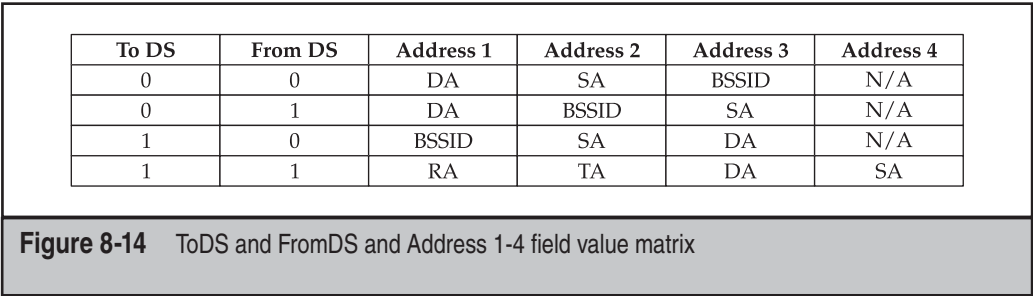 To DS From DS Address 1 Address 2 Address 3 Address 4
0 0 DA SA BSSID N/A
0 1 DA BSSID SA N/A
1 0 BSSID SA DA N/A
1 1 RA TA DA SA
Figure 8-14 ToDS and FromDS and Address 1-4 field value matrix